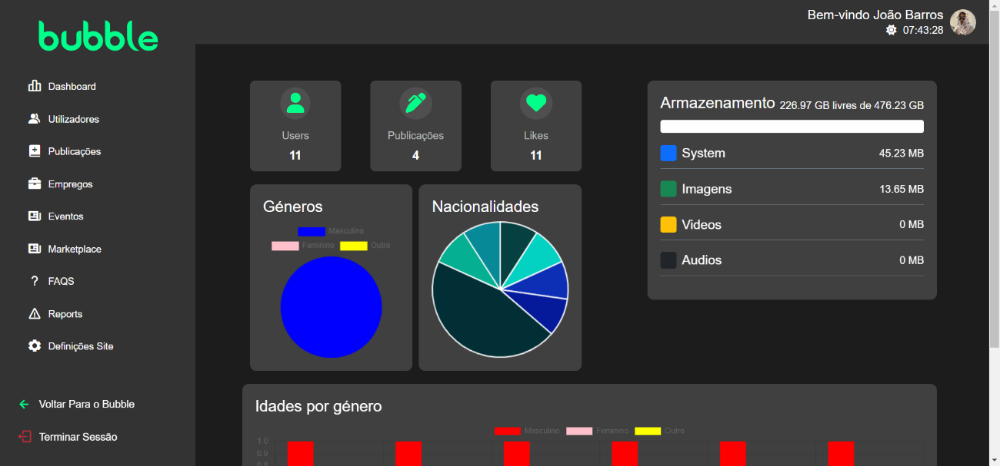 bubble
Bem-vindo João Barros
07:43:28
Dashboard
Utilizadores
Publicações
Empregos
Eventos
Marketplace
FAQS
Reports
Definições Site
Voltar Para o Bubble
Terminar Sessão
Users
11
Publicações
4
Likes
11
Armazenamento 226.97 GB livres de 476.23 GB
System 45.23 MB
Imagens 13.65 MB
Videos 0 MB
Audios 0 MB
Géneros
Masculino
Feminino Outro
Nacionalidades
Idades por género
Masculino Feminino Outro
1.0
0.9
0.8